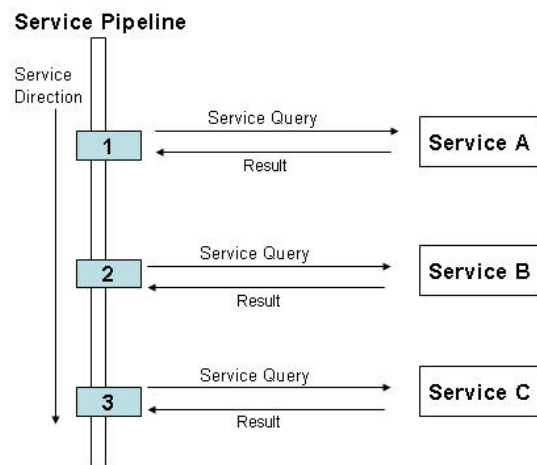 Service Pipeline
Service
Direction
Service Query
1
Service A
Result
Service Query
2
Service B
Result
Service Query
3
Service C
Result